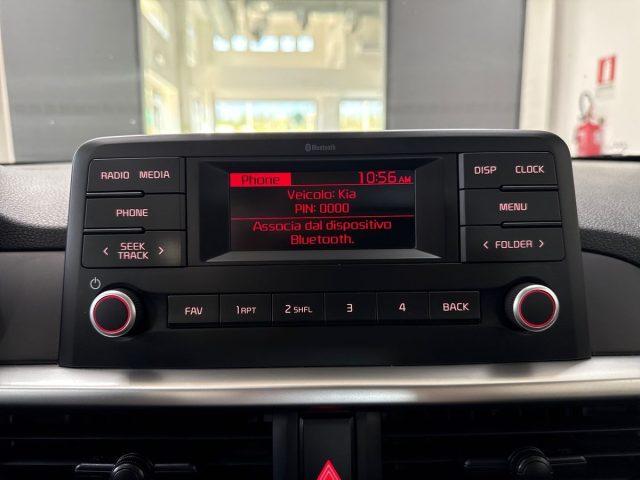 Bluetooth
RADIO MEDIA
PHONE
< SEEK TRACK >
Phone 10:56 AM
Veicolo: Kia
PIN: 0000
Associa dal dispositivo
Bluetooth.
DISP CLOCK
MENU
< FOLDER >
FAV 1 RPT 2 SHFL 3 4 BACK